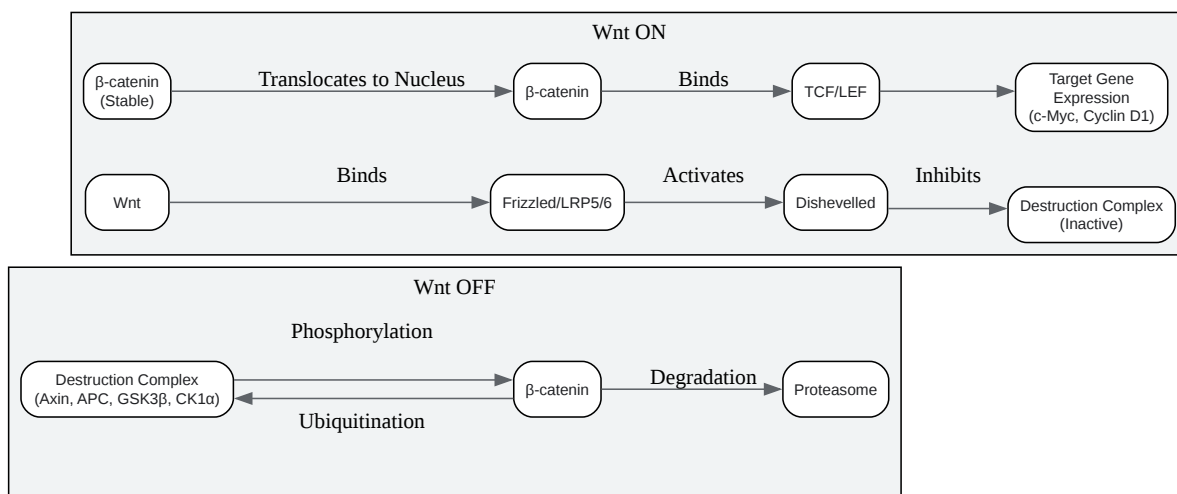 Wnt ON
β-catenin
(Stable)
Translocates to Nucleus
β-catenin
Binds
TCF/LEF
Target Gene
Expression
(c-Myc, Cyclin D1)
Wnt
Binds
Frizzled/LRP5/6
Activates
Dishevelled
Inhibits
Destruction Complex
(Inactive)
Wnt OFF
Phosphorylation
Destruction Complex
(Axin, APC, GSK3β, CK1α)
β-catenin
Degradation
Proteasome
Ubiquitination